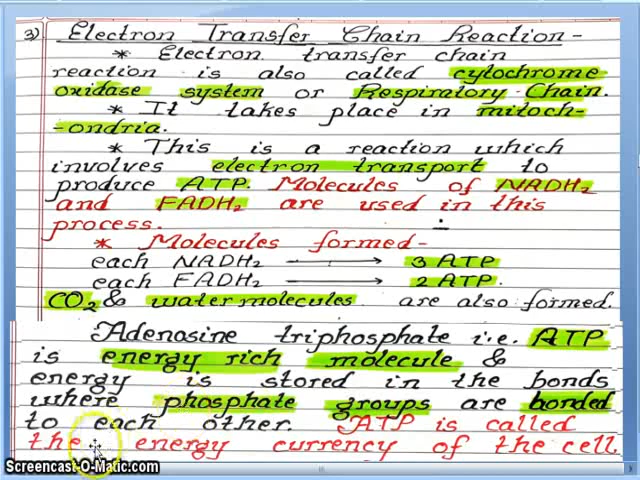 3) Electron Transfer Chain Reaction -
* Electron transfer chain
reaction is also called cytochrome
oxidase system or Respiratory Chain.
* It takes place in mitoch-
-ondria.
* This is a reaction which
involves electron transport to
produce ATP. Molecules of NADH₂
and FADH₂ are used in this
process.
* Molecules formed -
each NADH₂ ⟶ 3 ATP
each FADH₂ ⟶ 2 ATP.
CO₂ & water molecules are also formed.
Adenosine triphosphate i.e. ATP
is energy rich molecule &
energy is stored in the bonds
where phosphate groups are bonded
to each other. ATP is called
the energy currency of the cell.
Screencast-O-Matic.com